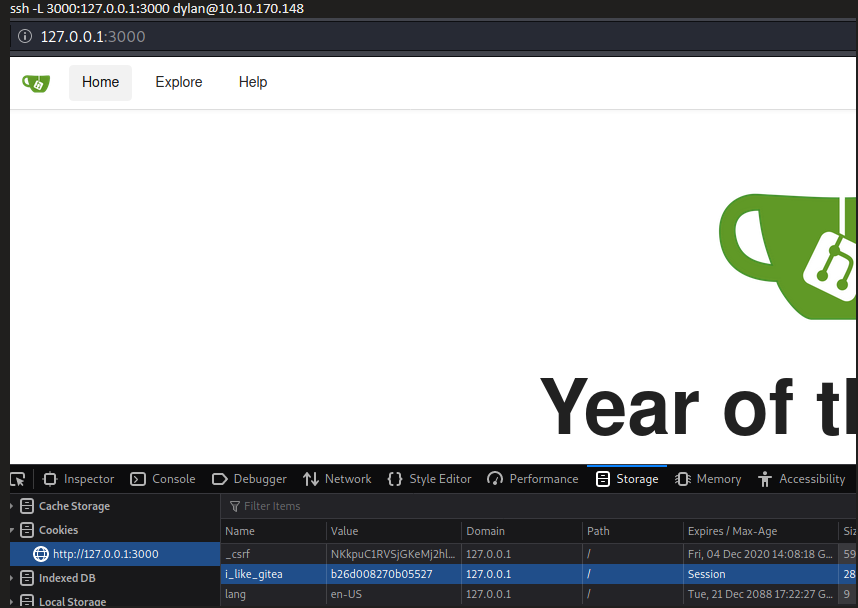 ssh -L 3000:127.0.0.1:3000 dylan@10.10.170.148
127.0.0.1:3000
Home Explore Help
Year of th
Inspector Console Debugger Network Style Editor Performance Storage Memory Accessibility
Cache Storage
Filter Items
Cookies
Name Value Domain Path Expires / Max-Age Siz
http://127.0.0.1:3000
_csrf NKkpuC1RVSjGKeMj2hl... 127.0.0.1 / Fri, 04 Dec 2020 14:08:18 G... 59
Indexed DB
i_like_gitea b26d008270b05527 127.0.0.1 / Session 28
Local Storage
lang en-US 127.0.0.1 / Tue, 21 Dec 2088 17:22:27 G... 9